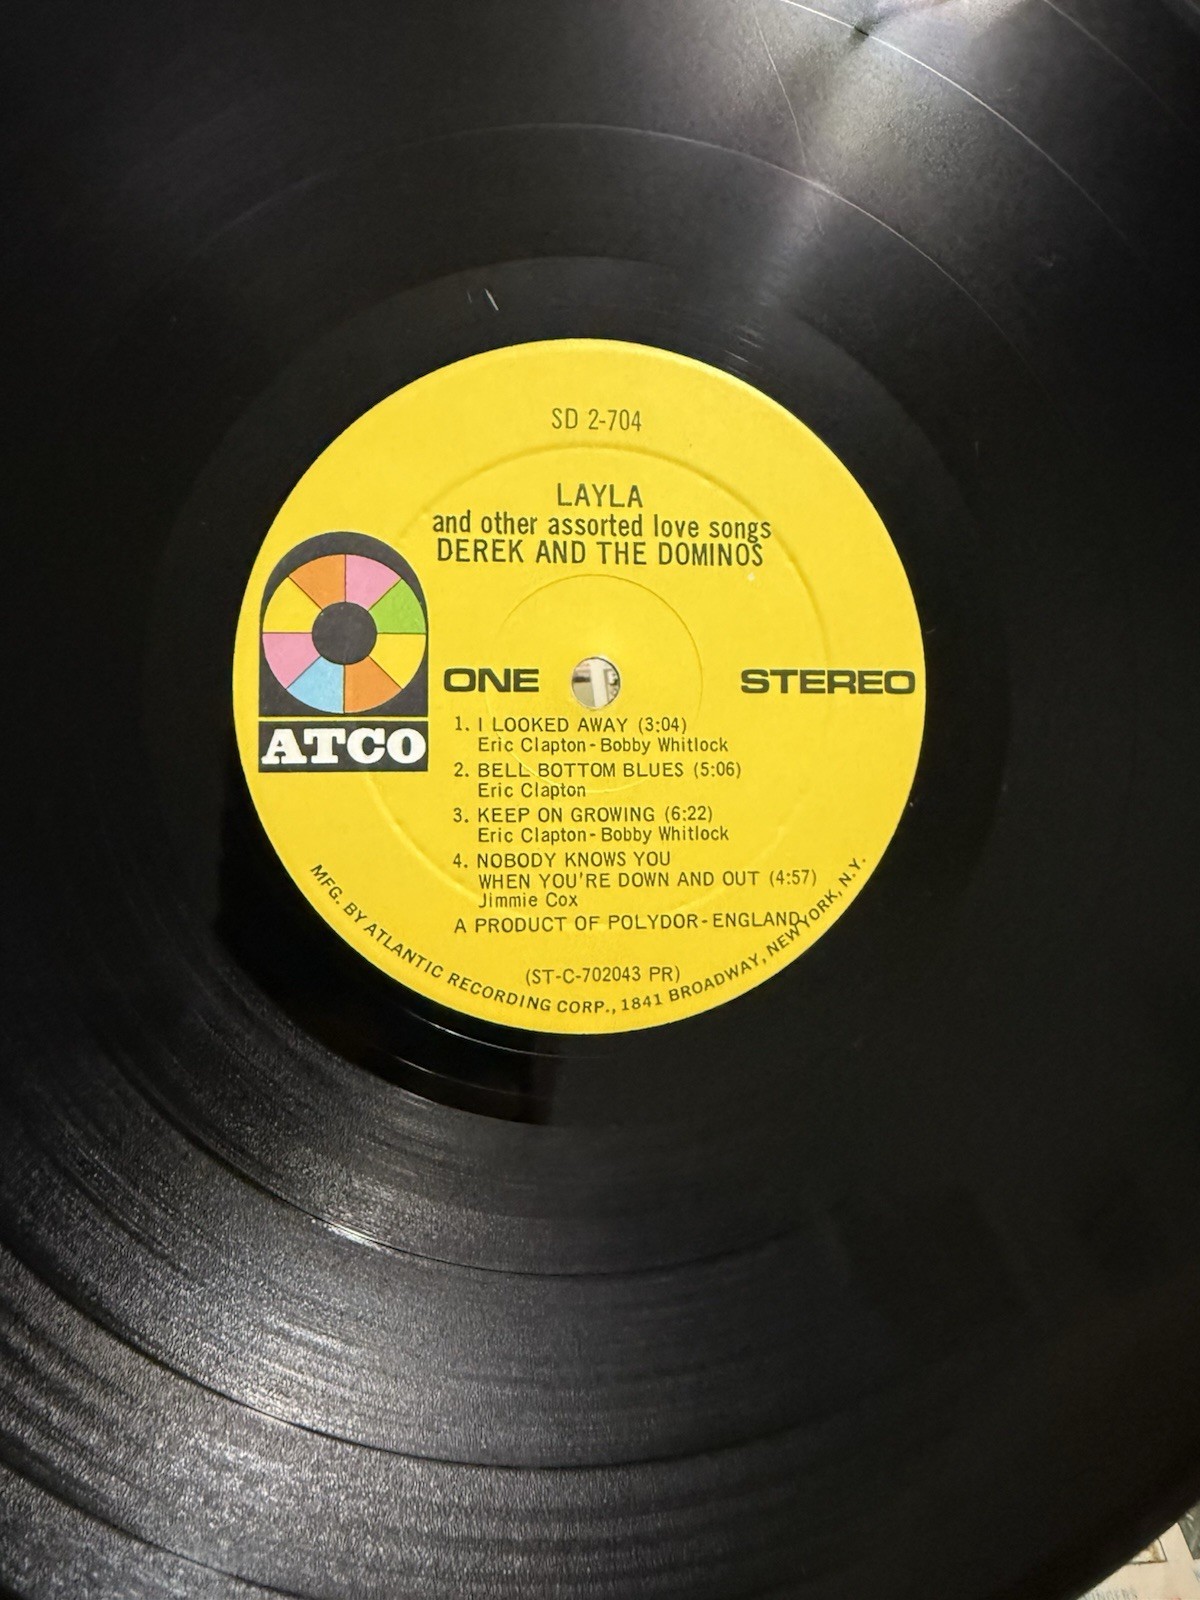 SD 2-704
LAYLA
and other assorted love songs
DEREK AND THE DOMINOS
ATCO
ONE
STEREO
1. I LOOKED AWAY (3:04)
Eric Clapton-Bobby Whitlock
2. BELL BOTTOM BLUES (5:06)
Eric Clapton
3. KEEP ON GROWING (6:22)
Eric Clapton-Bobby Whitlock
4. NOBODY KNOWS YOU
WHEN YOU'RE DOWN AND OUT (4:57)
Jimmie Cox
A PRODUCT OF POLYDOR-ENGLAND
(ST-C-702043 PR)
MFG. BY ATLANTIC RECORDING CORP., 1841 BROADWAY, NEW YORK, N.Y.